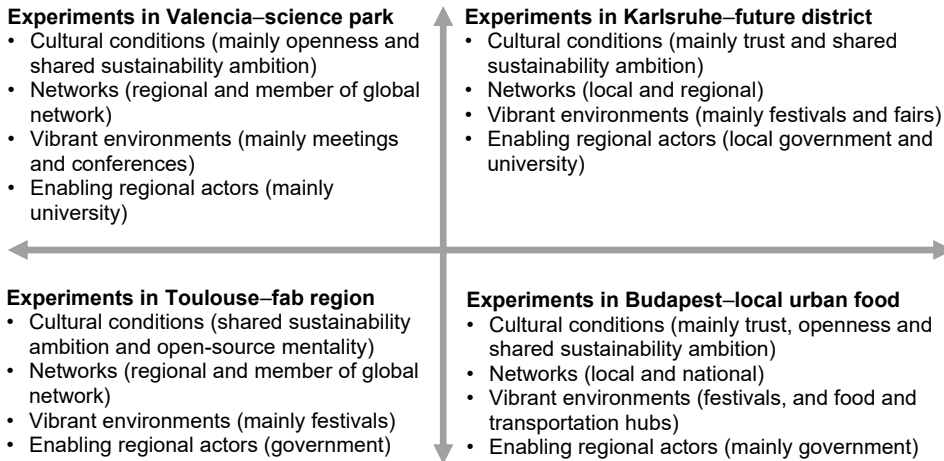 Experiments in Valencia–science park
• Cultural conditions (mainly openness and
shared sustainability ambition)
• Networks (regional and member of global
network)
• Vibrant environments (mainly meetings
and conferences)
• Enabling regional actors (mainly
university)
Experiments in Karlsruhe–future district
• Cultural conditions (mainly trust and shared
sustainability ambition)
• Networks (local and regional)
• Vibrant environments (mainly festivals and fairs)
• Enabling regional actors (local government and
university)
Experiments in Toulouse–fab region
• Cultural conditions (shared sustainability
ambition and open-source mentality)
• Networks (regional and member of global
network)
• Vibrant environments (mainly festivals)
• Enabling regional actors (government)
Experiments in Budapest–local urban food
• Cultural conditions (mainly trust, openness and
shared sustainability ambition)
• Networks (local and national)
• Vibrant environments (festivals, and food and
transportation hubs)
• Enabling regional actors (mainly government)